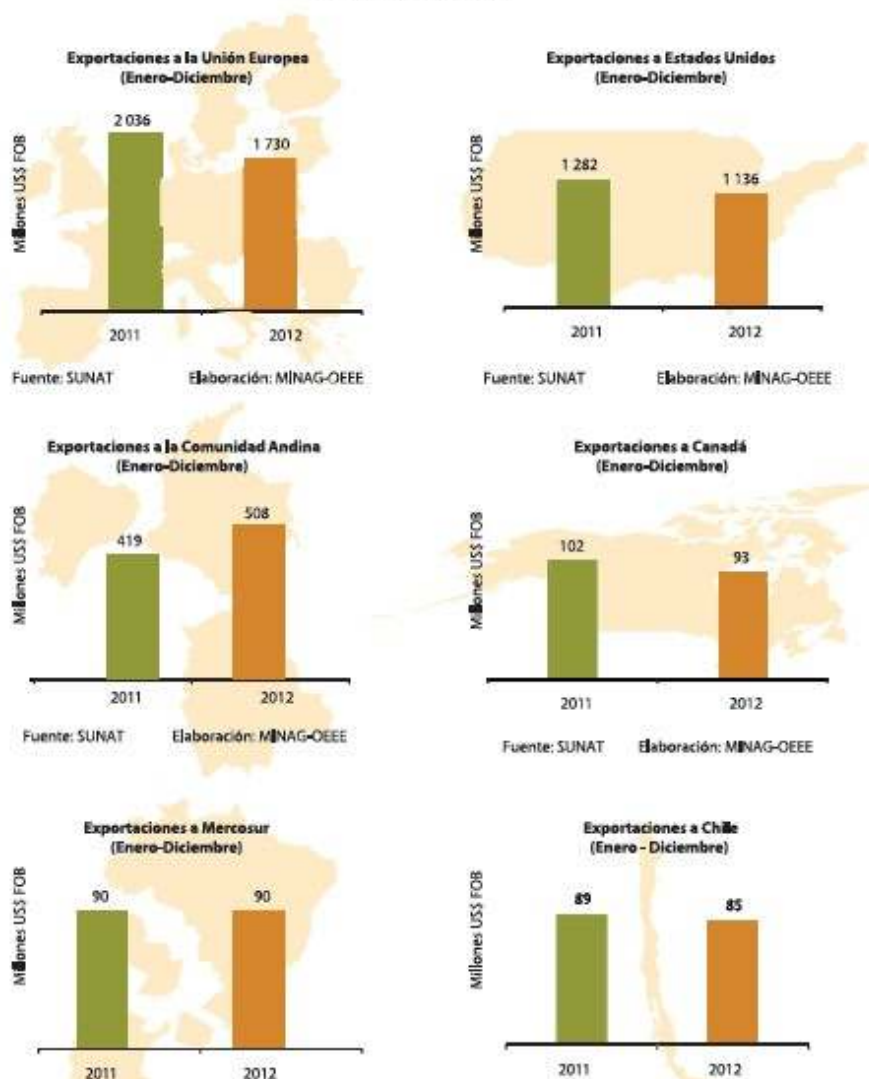 Exportaciones a la Unión Europea
(Enero-Diciembre)
Millones US$ FOB
2 036
1 730
2011
2012
Fuente: SUNAT
Elaboración: MINAG-OEEE
Exportaciones a Estados Unidos
(Enero-Diciembre)
Millones US$ FOB
1 282
1 136
2011
2012
Fuente: SUNAT
Elaboración: MINAG-OEEE
Exportaciones a la Comunidad Andina
(Enero-Diciembre)
Millones US$ FOB
419
508
2011
2012
Fuente: SUNAT
Elaboración: MINAG-OEEE
Exportaciones a Canadá
(Enero-Diciembre)
Millones US$ FOB
102
93
2011
2012
Fuente: SUNAT
Elaboración: MINAG-OEEE
Exportaciones a Mercosur
(Enero-Diciembre)
Millones US$ FOB
90
90
2011
2012
Exportaciones a Chile
(Enero - Diciembre)
Millones US$ FOB
89
85
2011
2012